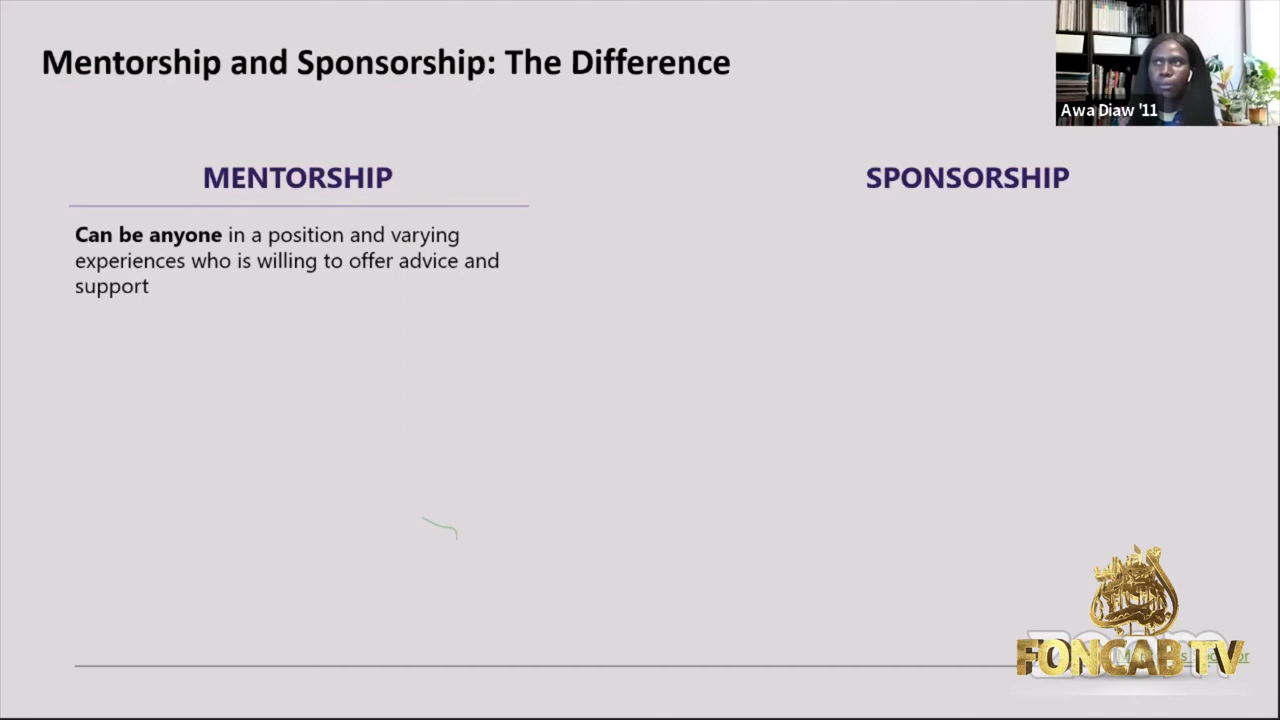 Mentorship and Sponsorship: The Difference
Awa Diaw '11
MENTORSHIP
SPONSORSHIP
Can be anyone in a position and varying
experiences who is willing to offer advice and
support
FONCAB TV